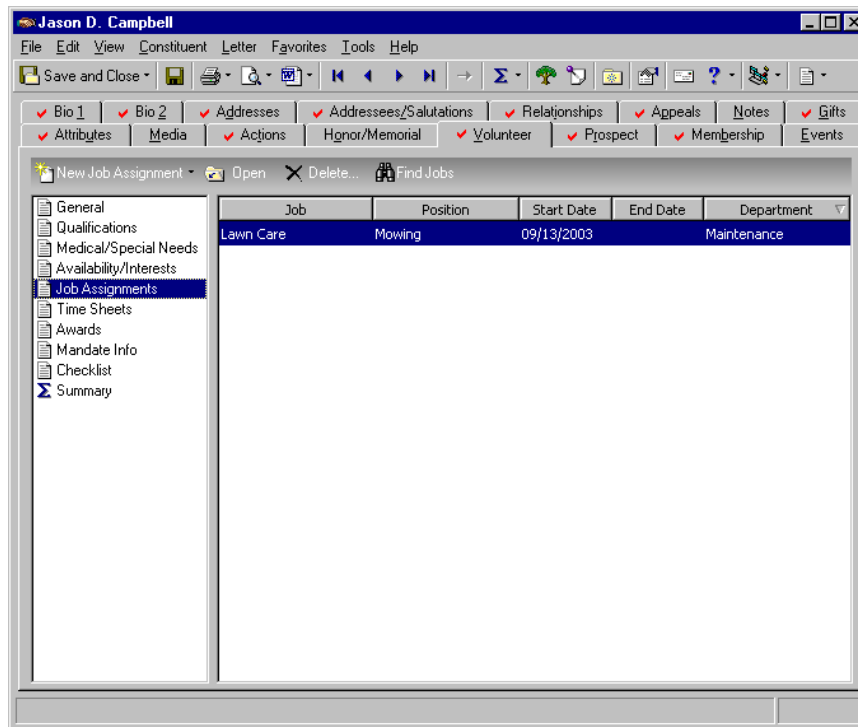 Jason D. Campbell
File Edit View Constituent Letter Favorites Tools Help
Save and Close
Bio 1 Bio 2 Addresses Addressees/Salutations Relationships Appeals Notes Gifts
Attributes Media Actions Honor/Memorial Volunteer Prospect Membership Events
New Job Assignment Open Delete... Find Jobs
General
Qualifications
Medical/Special Needs
Availability/Interests
Job Assignments
Time Sheets
Awards
Mandate Info
Checklist
Summary
Job Position Start Date End Date Department
Lawn Care Mowing 09/13/2003 Maintenance